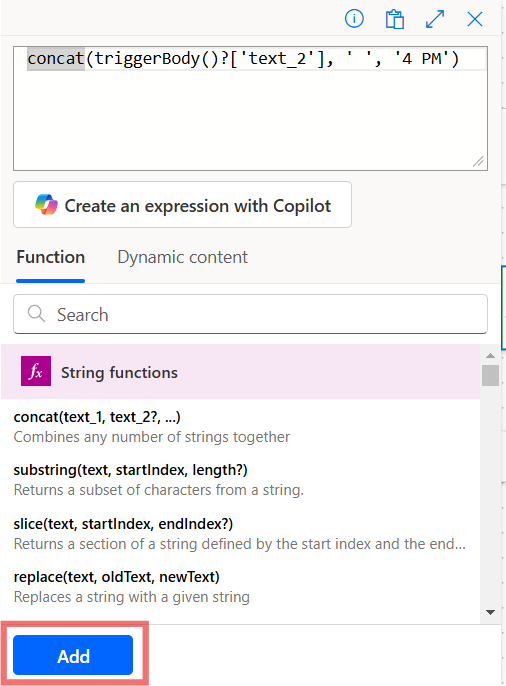 concat(triggerBody()?['text_2'], ' ', '4 PM')
Create an expression with Copilot
Function Dynamic content
Search
fx String functions
concat(text_1, text_2?, ...)
Combines any number of strings together
substring(text, startIndex, length?)
Returns a subset of characters from a string.
slice(text, startIndex, endIndex?)
Returns a section of a string defined by the start index and the end...
replace(text, oldText, newText)
Replaces a string with a given string
Add